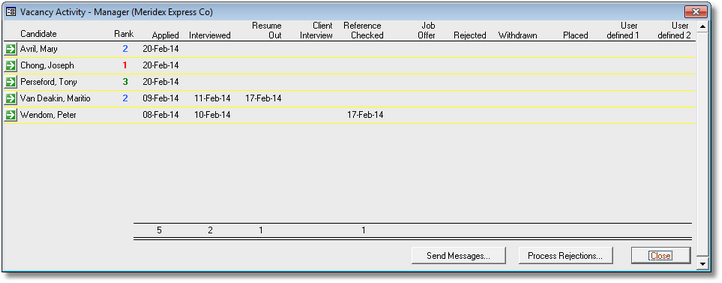 Vacancy Activity - Manager (Meridex Express Co)
Candidate Rank Applied Interviewed Resume Out Client Interview Reference Checked Job Offer Rejected Withdrawn Placed User defined 1 User defined 2
Avril, Mary 2 20-Feb-14
Chong, Joseph 1 20-Feb-14
Perseford, Tony 3 20-Feb-14
Van Deakin, Maritio 2 09-Feb-14 11-Feb-14 17-Feb-14
Wendom, Peter 08-Feb-14 10-Feb-14 17-Feb-14
5 2 1 1
Send Messages... Process Rejections... Close